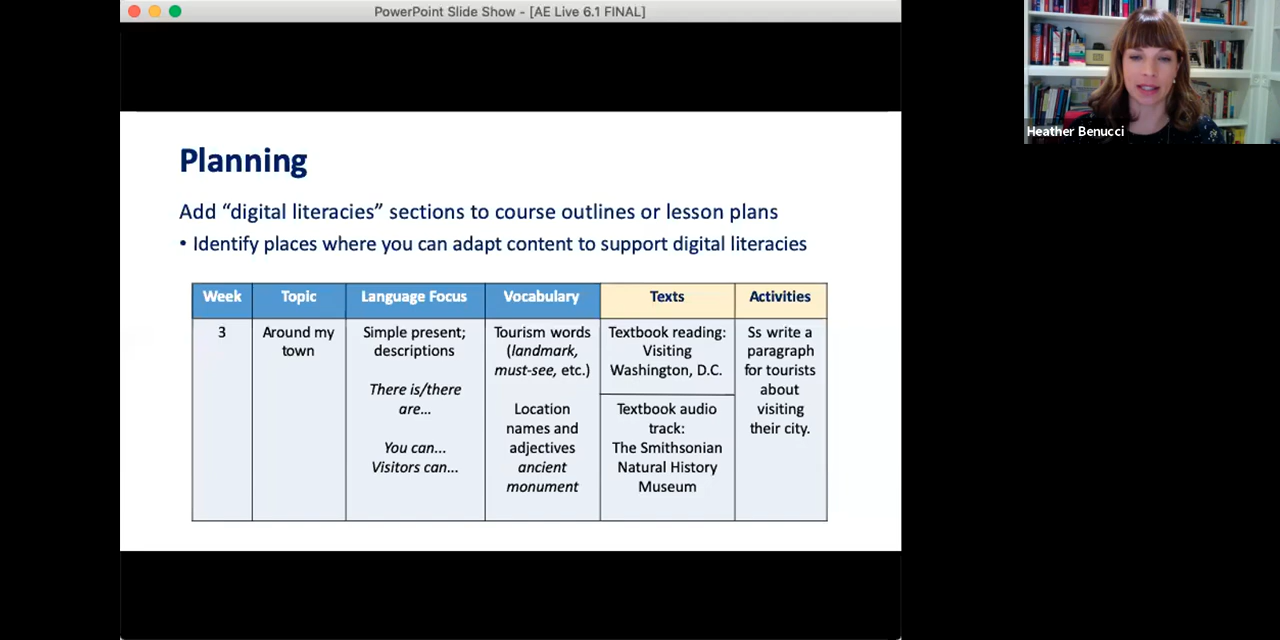 PowerPoint Slide Show - [AE Live 6.1 FINAL]
Heather Benucci
Planning
Add “digital literacies” sections to course outlines or lesson plans
• Identify places where you can adapt content to support digital literacies
Week
Topic
Language Focus
Vocabulary
Texts
Activities
3
Around my
town
Simple present;
descriptions
There is/there
are...
You can...
Visitors can...
Tourism words
(landmark,
must-see, etc.)
Location
names and
adjectives
ancient
monument
Textbook reading:
Visiting
Washington, D.C.
Textbook audio
track:
The Smithsonian
Natural History
Museum
Ss write a
paragraph
for tourists
about
visiting
their city.